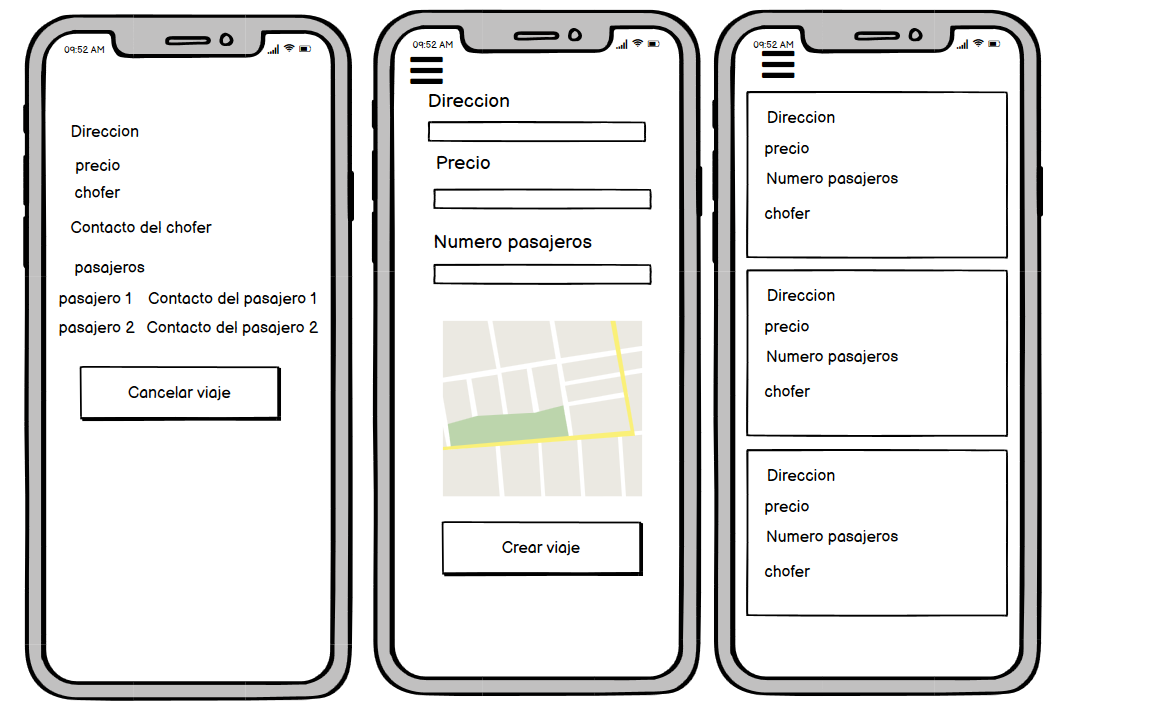 09:52 AM
Direccion
precio
chofer
Contacto del chofer
pasajeros
pasajero 1 Contacto del pasajero 1
pasajero 2 Contacto del pasajero 2
Cancelar viaje
09:52 AM
Direccion
Precio
Numero pasajeros
Crear viaje
09:52 AM
Direccion
precio
Numero pasajeros
chofer
Direccion
precio
Numero pasajeros
chofer
Direccion
precio
Numero pasajeros
chofer